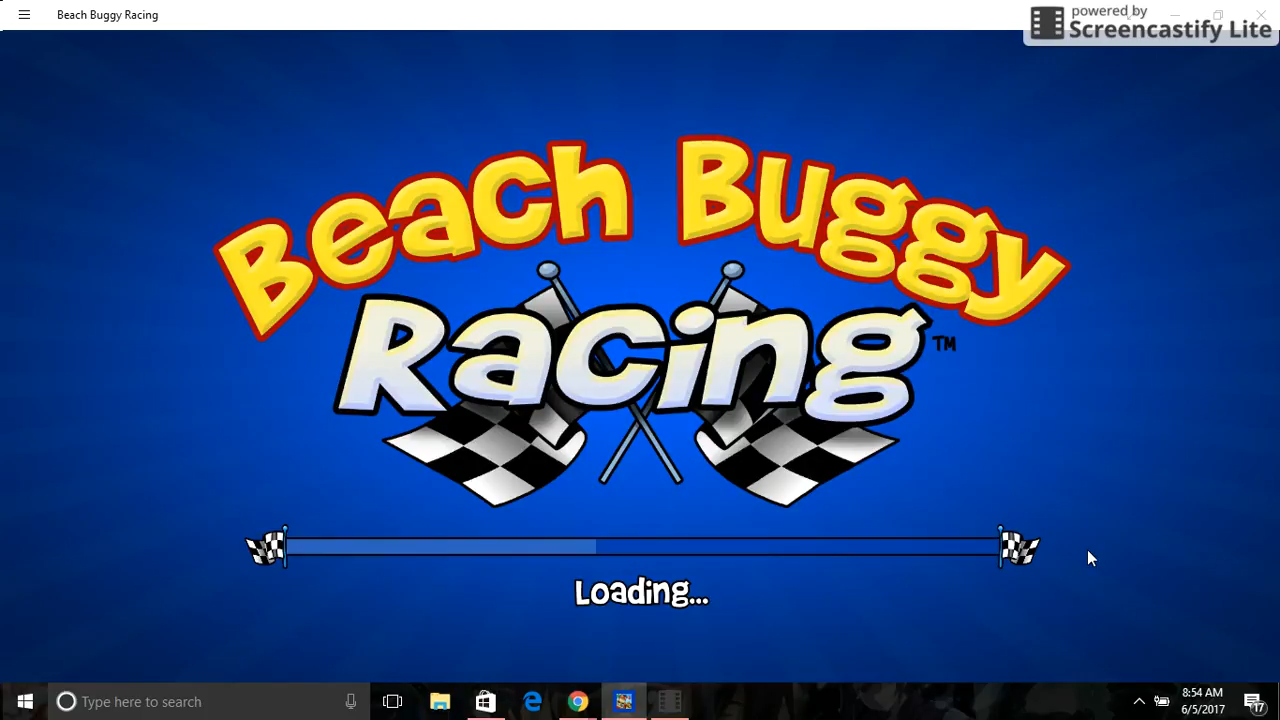 Beach Buggy Racing
powered by
Screencastify Lite
Beach Buggy
Racing TM
Loading...
Type here to search
8:54 AM
6/5/2017
17